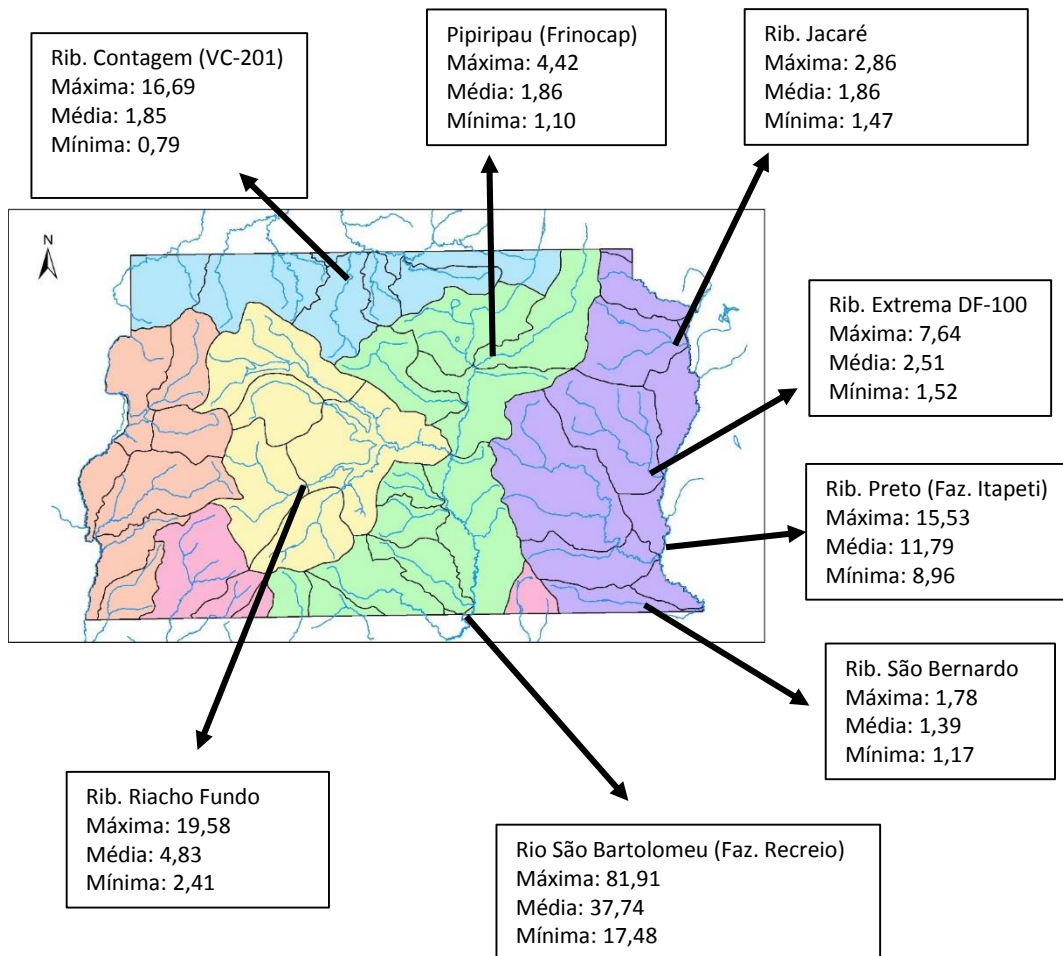 Rib. Contagem (VC-201)
Máxima: 16,69
Média: 1,85
Mínima: 0,79
Pipiripau (Frinocap)
Máxima: 4,42
Média: 1,86
Mínima: 1,10
Rib. Jacaré
Máxima: 2,86
Média: 1,86
Mínima: 1,47
N
Rib. Extrema DF-100
Máxima: 7,64
Média: 2,51
Mínima: 1,52
Rib. Preto (Faz. Itapeti)
Máxima: 15,53
Média: 11,79
Mínima: 8,96
Rib. São Bernardo
Máxima: 1,78
Média: 1,39
Mínima: 1,17
Rib. Riacho Fundo
Máxima: 19,58
Média: 4,83
Mínima: 2,41
Rio São Bartolomeu (Faz. Recreio)
Máxima: 81,91
Média: 37,74
Mínima: 17,48